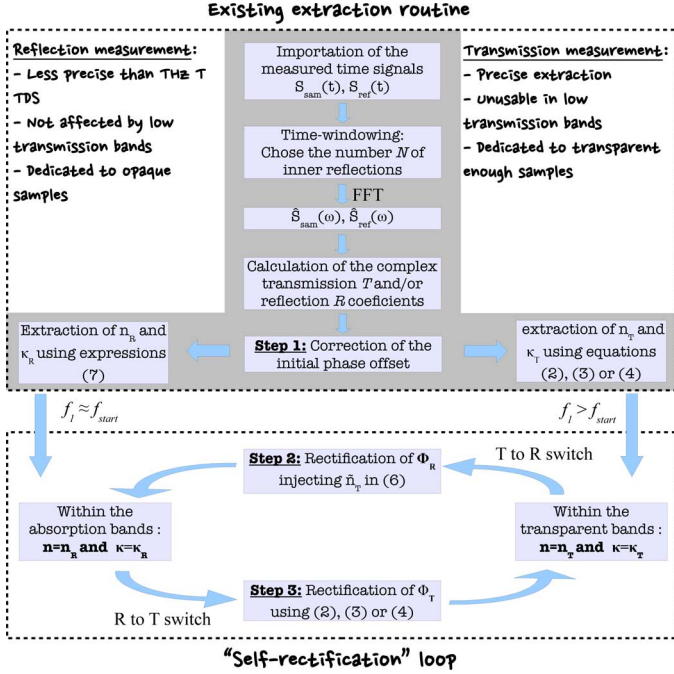 Existing extraction routine
Reflection measurement:
- Less precise than THz T
TDS
- Not affected by low
transmission bands
- Dedicated to opaque
samples
Importation of the
measured time signals
S_sam(t), S_ref(t)
Time-windowing:
Chose the number N of
inner reflections
FFT
Ŝ_sam(ω), Ŝ_ref(ω)
Calculation of the complex
transmission T and/or
reflection R coeficients
Transmission measurement:
- Precise extraction
- Unusable in low
transmission bands
- Dedicated to transparent
enough samples
Extraction of n_R and
κ_R using expressions
(7)
Step 1: Correction of the
initial phase offset
extraction of n_T and
κ_T using equations
(2), (3) or (4)
f_1 ≈ f_start
f_1 > f_start
Step 2: Rectification of Φ_R
injecting ñ_T in (6)
T to R switch
Within the
absorption bands :
n=n_R and κ=κ_R
Within the
transparent bands :
n=n_T and κ=κ_T
R to T switch
Step 3: Rectification of Φ_T
using (2), (3) or (4)
"Self-rectification" loop